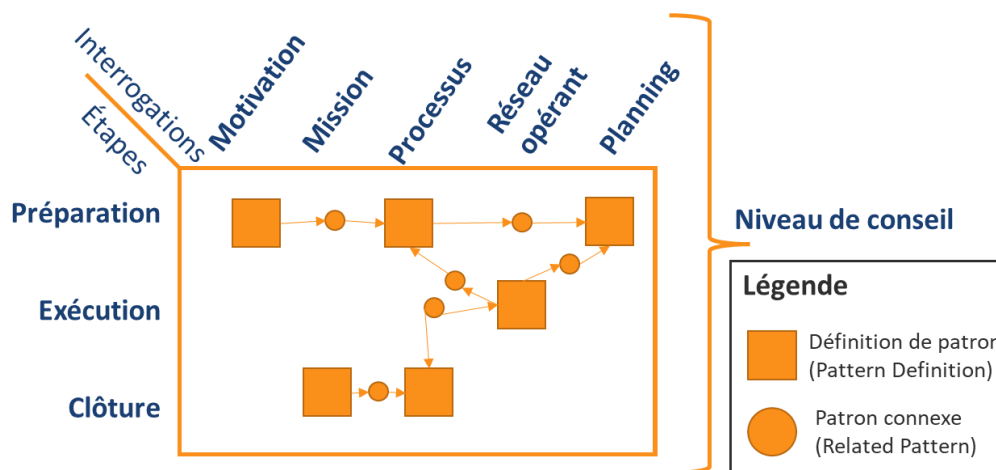 Interrogations
Étapes
Motivation
Mission
Processus
Réseau
opérant
Planning
Préparation
Exécution
Clôture
Niveau de conseil
Légende
Définition de patron
(Pattern Definition)
Patron connexe
(Related Pattern)